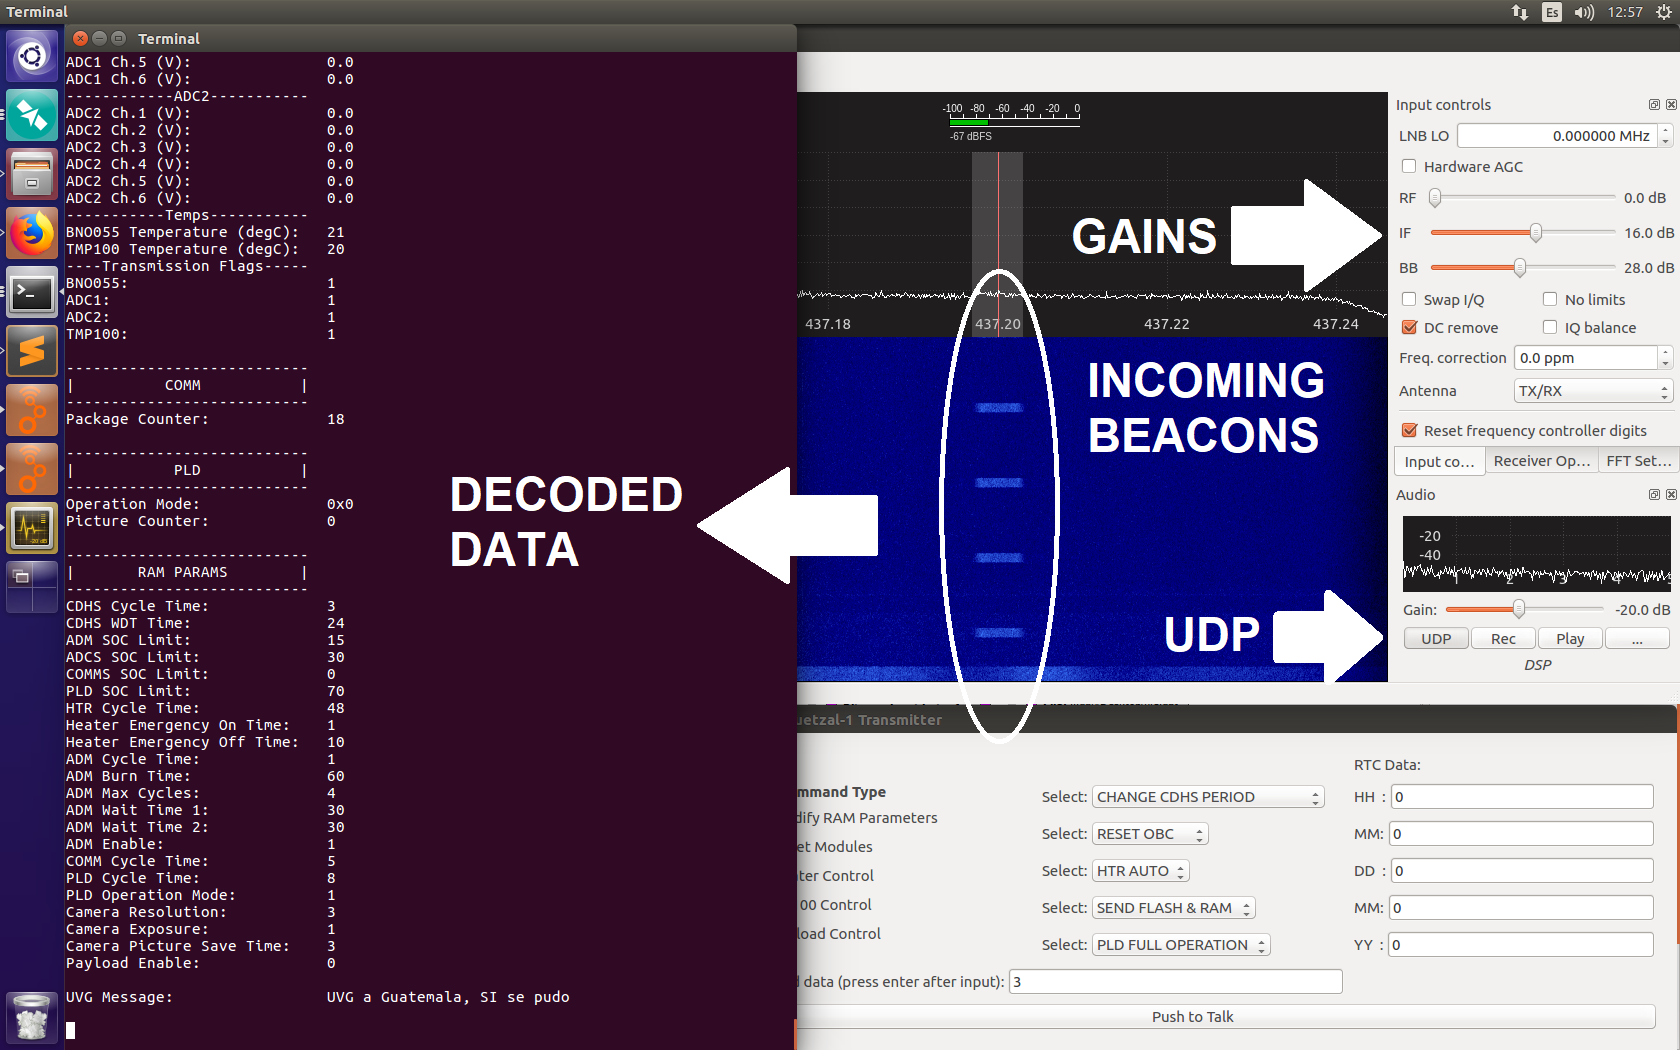 Terminal
Es
12:57
Terminal
ADC1 Ch.5 (V): 0.0
ADC1 Ch.6 (V): 0.0
------------ADC2-----------
ADC2 Ch.1 (V): 0.0
ADC2 Ch.2 (V): 0.0
ADC2 Ch.3 (V): 0.0
ADC2 Ch.4 (V): 0.0
ADC2 Ch.5 (V): 0.0
ADC2 Ch.6 (V): 0.0
-----------Temps-----------
BNO055 Temperature (degC): 21
TMP100 Temperature (degC): 20
----Transmission Flags-----
BNO055: 1
ADC1: 1
ADC2: 1
TMP100: 1
---------------------------
| COMM |
---------------------------
Package Counter: 18
---------------------------
| PLD |
---------------------------
Operation Mode: 0x0
Picture Counter: 0
---------------------------
| RAM PARAMS |
---------------------------
CDHS Cycle Time: 3
CDHS WDT Time: 24
ADM SOC Limit: 15
ADCS SOC Limit: 30
COMMS SOC Limit: 0
PLD SOC Limit: 70
HTR Cycle Time: 48
Heater Emergency On Time: 1
Heater Emergency Off Time: 10
ADM Cycle Time: 1
ADM Burn Time: 60
ADM Max Cycles: 4
ADM Wait Time 1: 30
ADM Wait Time 2: 30
ADM Enable: 1
COMM Cycle Time: 5
PLD Cycle Time: 8
PLD Operation Mode: 1
Camera Resolution: 3
Camera Exposure: 1
Camera Picture Save Time: 3
Payload Enable: 0
UVG Message: UVG a Guatemala, SI se pudo
DECODED
DATA
-100 -80 -60 -40 -20 0
-67 dBFS
GAINS
437.18 437.20 437.22 437.24
INCOMING
BEACONS
UDP
Input controls
LNB LO 0.000000 MHz
Hardware AGC
RF 0.0 dB
IF 16.0 dB
BB 28.0 dB
Swap I/Q No limits
DC remove IQ balance
Freq. correction 0.0 ppm
Antenna TX/RX
Reset frequency controller digits
Input co... Receiver Op... FFT Set...
Audio
-20
-40
Gain: -20.0 dB
UDP Rec Play ...
DSP
uetzal-1 Transmitter
mmand Type
dify RAM Parameters
et Modules
ter Control
00 Control
load Control
Select: CHANGE CDHS PERIOD
Select: RESET OBC
Select: HTR AUTO
Select: SEND FLASH & RAM
Select: PLD FULL OPERATION
RTC Data:
HH : 0
MM: 0
DD : 0
MM: 0
YY : 0
d data (press enter after input): 3
Push to Talk